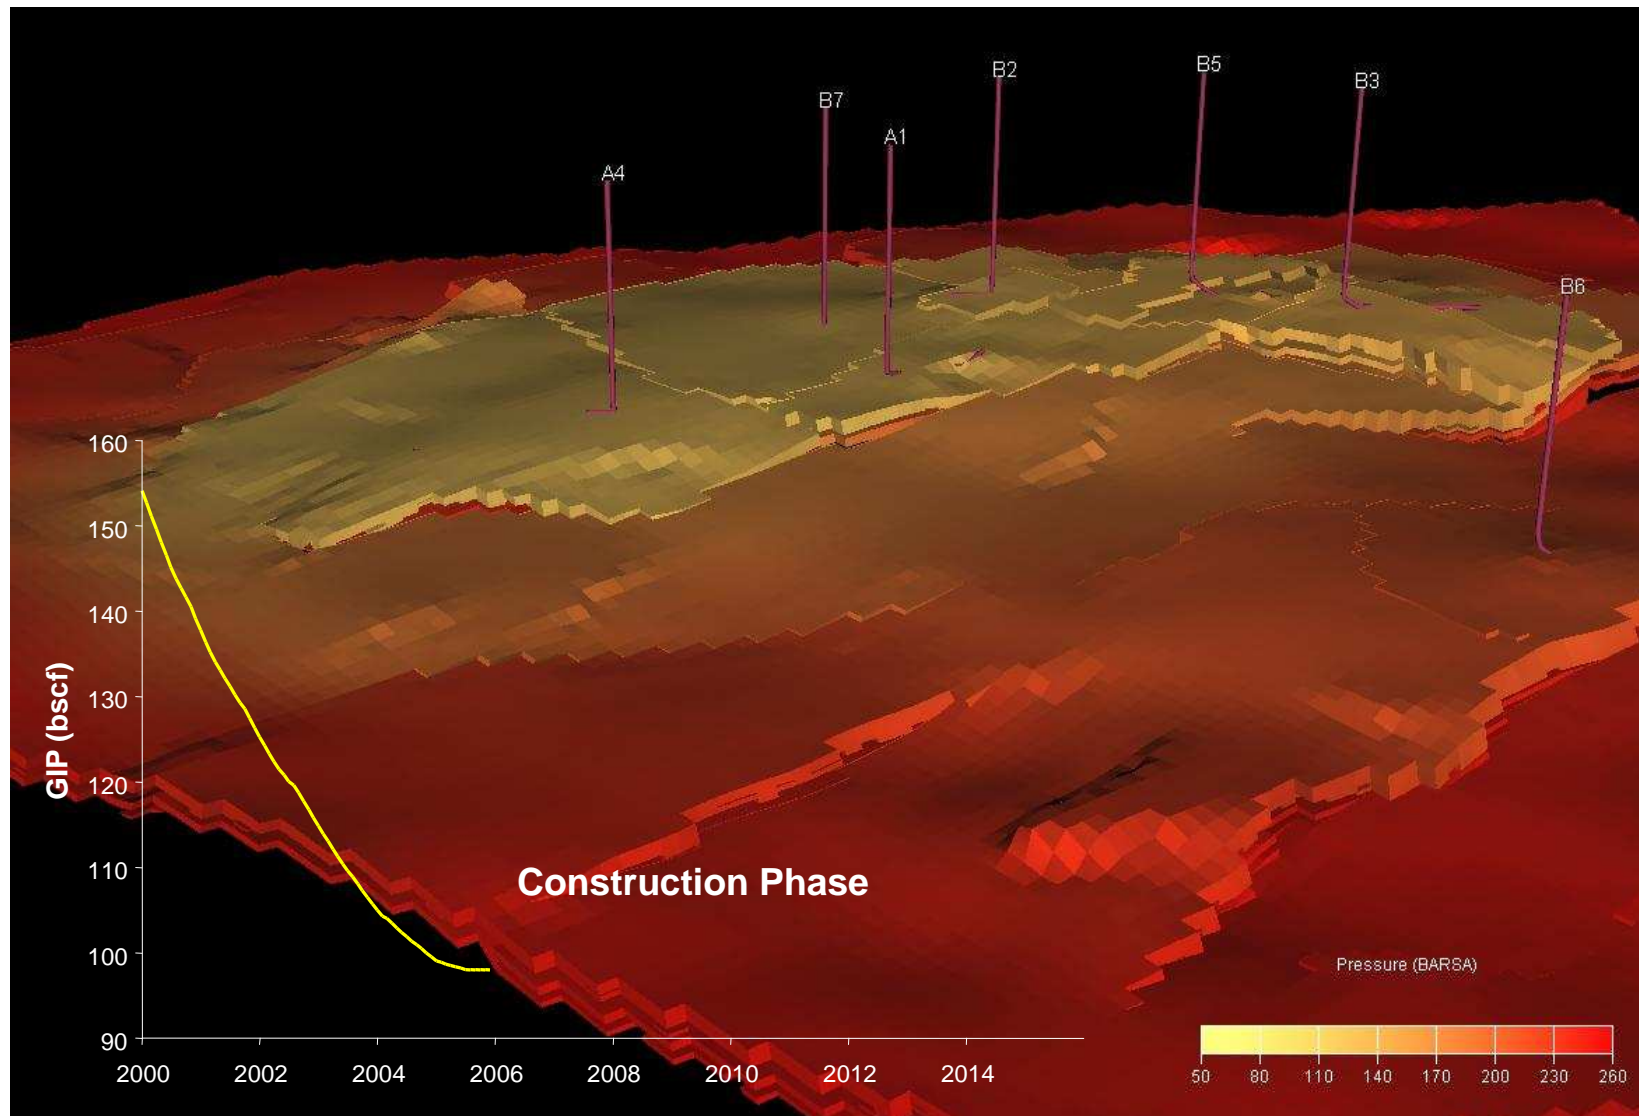 B5
B2
B3
B7
A1
A4
B6
160
150
140
130
120
110
100
90
GIP (bscf)
Construction Phase
2000 2002 2004 2006 2008 2010 2012 2014
Pressure (BARSA)
50 80 110 140 170 200 230 260